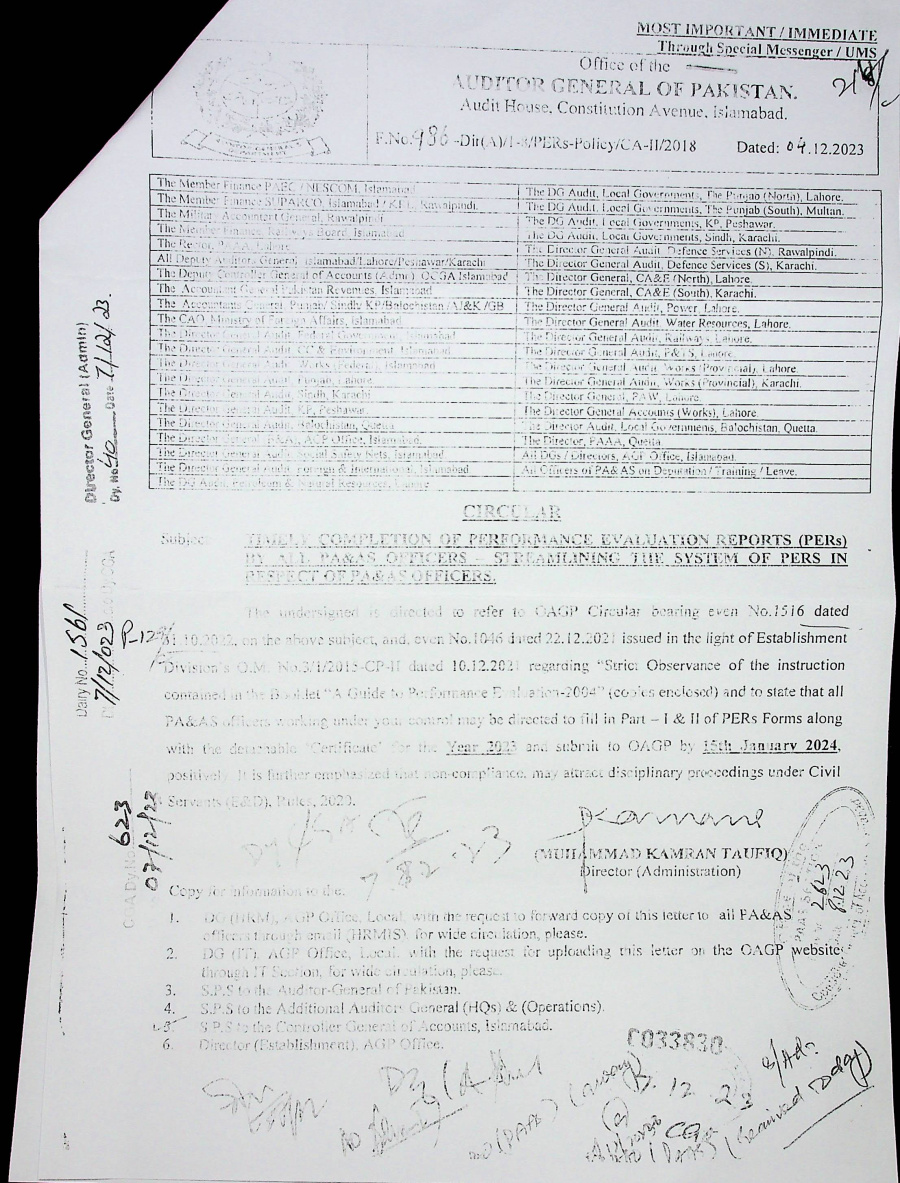 MOST IMPORTANT / IMMEDIATE
Through Special Messenger / UMS
Office of the
AUDITOR GENERAL OF PAKISTAN.
Audit House, Constitution Avenue, Islamabad.
F.No.486-Dir(A)/1-3/PERs-Policy/CA-II/2018 Dated: 04.12.2023
The Member Finance PAEC / NESCOM, Islamabad
The Member Finance SUPARCO, Islamabad / KRL, Rawalpindi.
The Military Accountant General, Rawalpindi
The Member Finance, Railways Board, Islamabad
The Rector, PAAA, Lahore
All Deputy Auditors General, Islamabad/Lahore/Peshawar/Karachi
The Deputy Controller General of Accounts (Admn), OCGA Islamabad
The Accountant General Pakistan Revenues, Islamabad
The Accountants General, Punjab/ Sindh/ KP/Balochistan /AJ&K /GB
The CAO, Ministry of Foreign Affairs, Islamabad
The Director General Audit, Islamabad
The Director General Audit, CC & Environment, Islamabad
The Director General Audit, Works (Federal), Islamabad
The Director General Audit, Punjab, Lahore
The Director General Audit, Sindh, Karachi
The Director General Audit, KP, Peshawar
The Director General Audit, Balochistan, Quetta
The Director General AGP Office, Islamabad.
The Director General Audit, Social Safety Nets, Islamabad
The Director General Audit, Foreign & International, Islamabad
The DG Audit, Petroleum & Natural Resources, Lahore
The DG Audit, Local Governments, The Punjab (North), Lahore.
The DG Audit, Local Governments, The Punjab (South), Multan.
The DG Audit, Local Governments, KP, Peshawar.
The DG Audit, Local Governments, Sindh, Karachi.
The Director General Audit, Defence Services (N), Rawalpindi.
The Director General Audit, Defence Services (S), Karachi.
The Director General, CA&E (North), Lahore.
The Director General, CA&E (South), Karachi.
The Director General Audit, Power, Lahore.
The Director General Audit, Water Resources, Lahore.
The Director General Audit, Railways, Lahore.
The Director General Audit, P&TS, Lahore.
The Director General Audit Works (Provincial), Lahore.
The Director General Audit, Works (Provincial), Karachi.
The Director General, PAW, Lahore.
The Director General Accounts (Works), Lahore.
The Director General Audit, Local Governments, Balochistan, Quetta.
The Director, PAAA, Quetta
All DGs / Directors, AGP Office, Islamabad.
All Officers of PA&AS on Deputation / Training / Leave.
Director General (Admin)
Dy. No. 40 Date 7/12/23
Dairy No. 1561
7/12/023
CIRCULAR
Subject: TIMELY COMPLETION OF PERFORMANCE EVALUATION REPORTS (PERs)
BY ALL PA&AS OFFICERS – STREAMLINING THE SYSTEM OF PERS IN
RESPECT OF PA&AS OFFICERS.
The undersigned is directed to refer to OAGP Circular bearing even No.1516 dated
31.10.2022, on the above subject, and, even No.1046 dated 22.12.2021 issued in the light of Establishment
Division's O.M. No.3/1/2015-CP-II dated 10.12.2021 regarding "Strict Observance of the instruction
contained in the Booklet "A Guide to Performance Evaluation-2004" (copies enclosed) and to state that all
PA&AS officers working under your control may be directed to fill in Part – I & II of PERs Forms along
with the detachable 'Certificate' for the Year 2023 and submit to OAGP by 15th January 2024,
positively. It is further emphasized that non-compliance, may attract disciplinary proceedings under Civil
Servants (E&D), Rules, 2020.
623
07/12/23
(MUHAMMAD KAMRAN TAUFIQ)
Director (Administration)
2623
8.12.23
Copy for information to the:
1. DG (HRM), AGP Office, Local, with the request to forward copy of this letter to all PA&AS
officers through email (HRMIS), for wide circulation, please.
2. DG (IT), AGP Office, Local, with the request for uploading this letter on the OAGP website
through IT Section, for wide circulation, please.
3. S.P.S to the Auditor-General of Pakistan.
4. S.P.S to the Additional Auditors General (HQs) & (Operations).
5. S.P.S to the Controller General of Accounts, Islamabad.
6. Director (Establishment), AGP Office.
C033830
(Received Today)